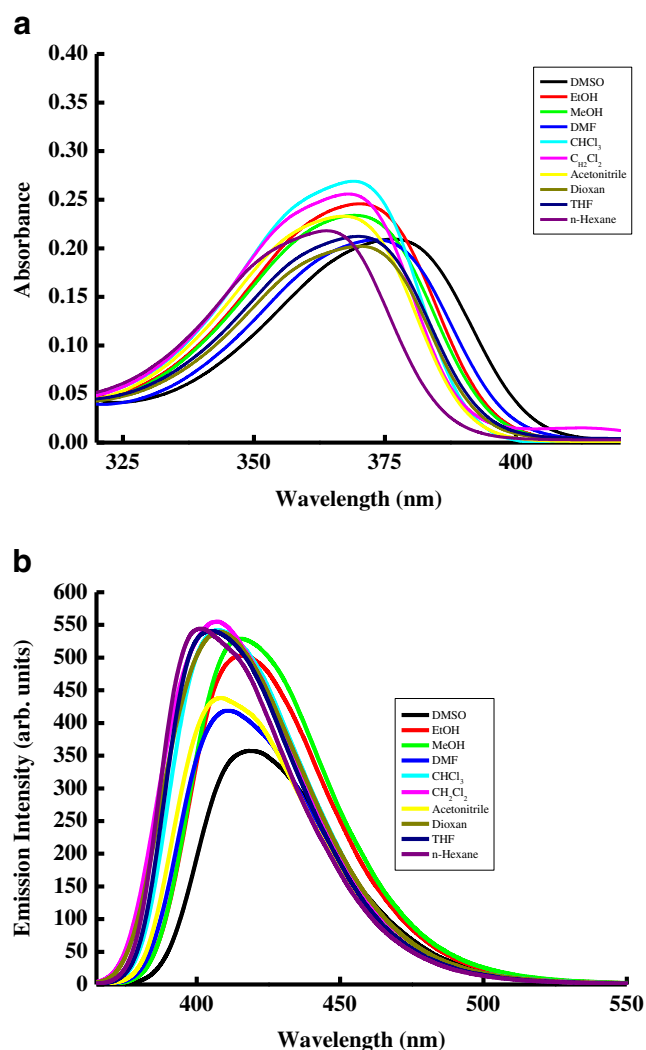 a
0.40
0.35
0.30
0.25
0.20
0.15
0.10
0.05
0.00
Absorbance
325
350
375
400
Wavelength (nm)
DMSO
EtOH
MeOH
DMF
CHCl₃
C_H2Cl₂
Acetonitrile
Dioxan
THF
n-Hexane
b
600
550
500
450
400
350
300
250
200
150
100
50
0
Emission Intensity (arb. units)
400
450
500
550
Wavelength (nm)
DMSO
EtOH
MeOH
DMF
CHCl₃
CH₂Cl₂
Acetonitrile
Dioxan
THF
n-Hexane